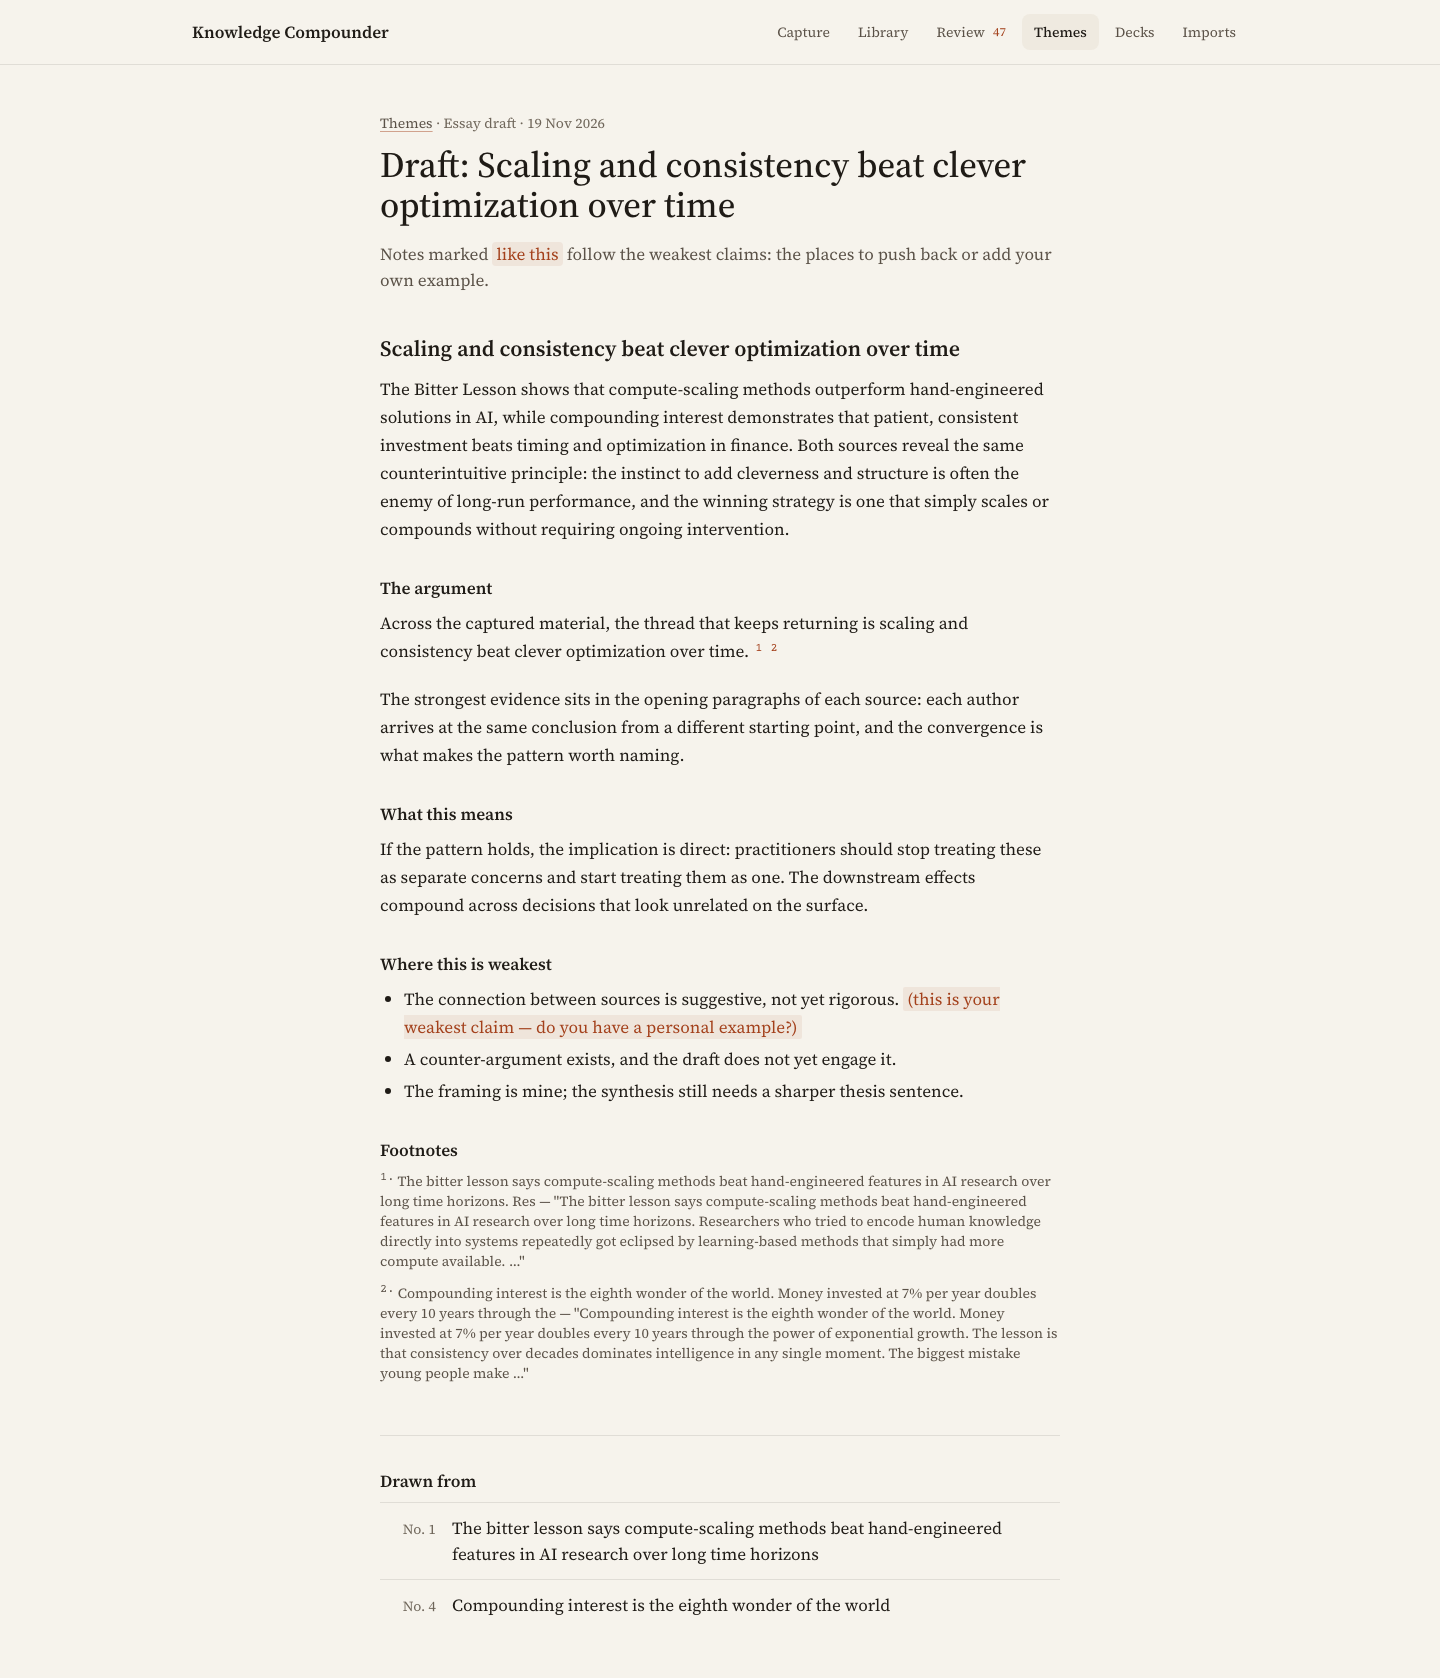 Knowledge Compounder
Capture Library Review 47 Themes Decks Imports
Themes · Essay draft · 19 Nov 2026
Draft: Scaling and consistency beat clever
optimization over time
Notes marked like this follow the weakest claims: the places to push back or add your
own example.
Scaling and consistency beat clever optimization over time
The Bitter Lesson shows that compute-scaling methods outperform hand-engineered
solutions in AI, while compounding interest demonstrates that patient, consistent
investment beats timing and optimization in finance. Both sources reveal the same
counterintuitive principle: the instinct to add cleverness and structure is often the
enemy of long-run performance, and the winning strategy is one that simply scales or
compounds without requiring ongoing intervention.
The argument
Across the captured material, the thread that keeps returning is scaling and
consistency beat clever optimization over time. 1 2
The strongest evidence sits in the opening paragraphs of each source: each author
arrives at the same conclusion from a different starting point, and the convergence is
what makes the pattern worth naming.
What this means
If the pattern holds, the implication is direct: practitioners should stop treating these
as separate concerns and start treating them as one. The downstream effects
compound across decisions that look unrelated on the surface.
Where this is weakest
• The connection between sources is suggestive, not yet rigorous. (this is your
weakest claim — do you have a personal example?)
• A counter-argument exists, and the draft does not yet engage it.
• The framing is mine; the synthesis still needs a sharper thesis sentence.
Footnotes
1. The bitter lesson says compute-scaling methods beat hand-engineered features in AI research over
long time horizons. Res — "The bitter lesson says compute-scaling methods beat hand-engineered
features in AI research over long time horizons. Researchers who tried to encode human knowledge
directly into systems repeatedly got eclipsed by learning-based methods that simply had more
compute available. …"
2. Compounding interest is the eighth wonder of the world. Money invested at 7% per year doubles
every 10 years through the — "Compounding interest is the eighth wonder of the world. Money
invested at 7% per year doubles every 10 years through the power of exponential growth. The lesson is
that consistency over decades dominates intelligence in any single moment. The biggest mistake
young people make …"
Drawn from
No. 1 The bitter lesson says compute-scaling methods beat hand-engineered
features in AI research over long time horizons
No. 4 Compounding interest is the eighth wonder of the world